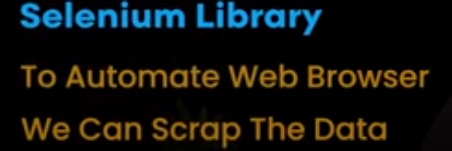 Selenium Library
To Automate Web Browser
We Can Scrap The Data